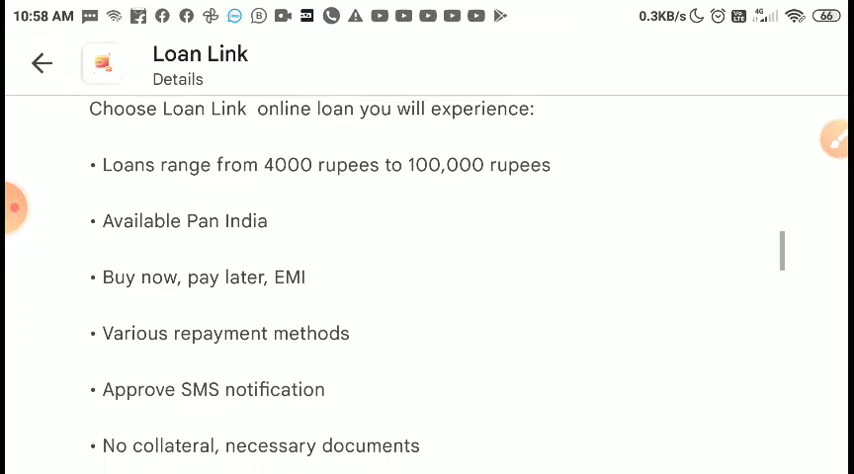 10:58 AM
0.3KB/s
4G
66
Loan Link
Details
Choose Loan Link online loan you will experience:
• Loans range from 4000 rupees to 100,000 rupees
• Available Pan India
• Buy now, pay later, EMI
• Various repayment methods
• Approve SMS notification
• No collateral, necessary documents